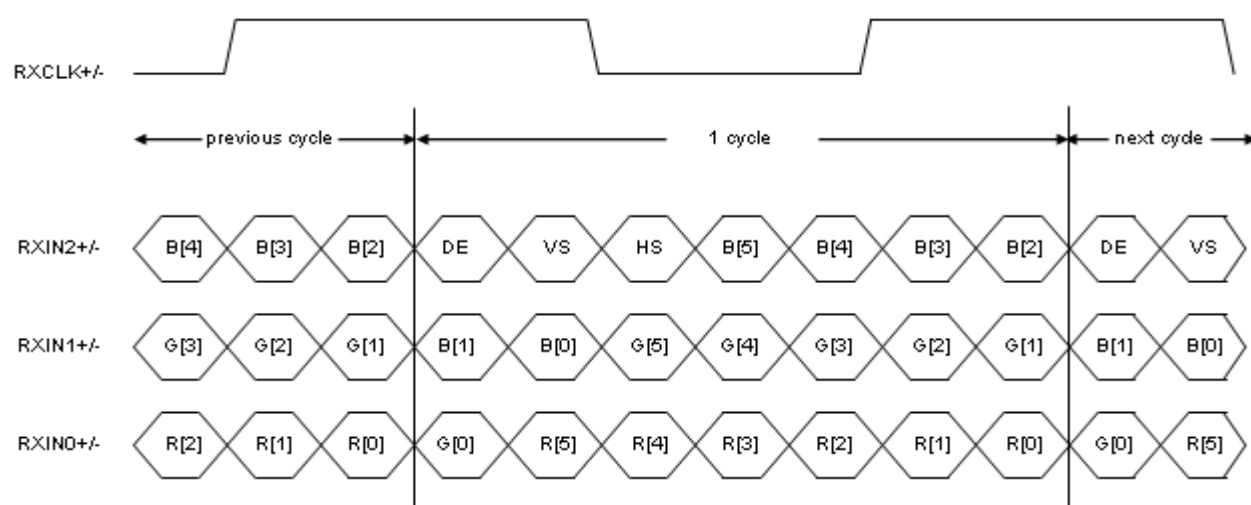 RXCLK+/-
previous cycle 1 cycle next cycle
RXIN2+/- B[4] B[3] B[2] DE VS HS B[5] B[4] B[3] B[2] DE VS
RXIN1+/- G[3] G[2] G[1] B[1] B[0] G[5] G[4] G[3] G[2] G[1] B[1] B[0]
RXIN0+/- R[2] R[1] R[0] G[0] R[5] R[4] R[3] R[2] R[1] R[0] G[0] R[5]